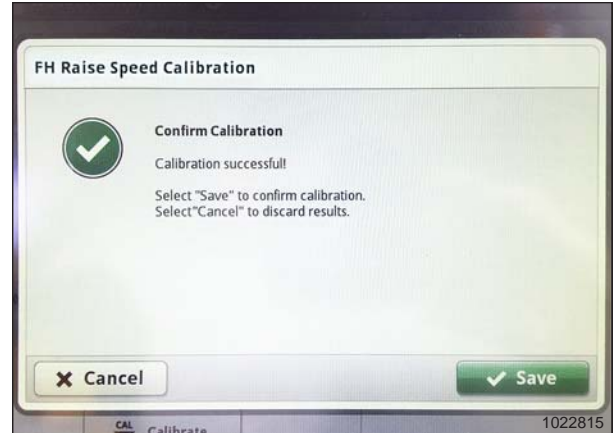 FH Raise Speed Calibration
Confirm Calibration
Calibration successful!
Select "Save" to confirm calibration.
Select"Cancel" to discard results.
Cancel
Save
CAL
Calibrate
1022815